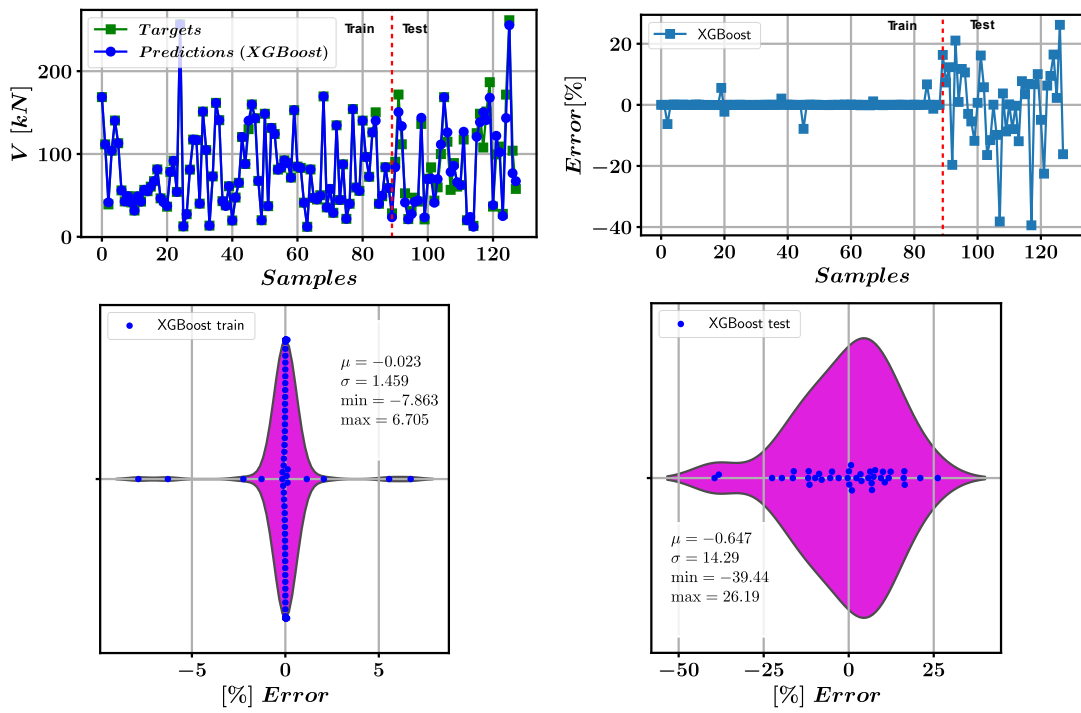 Targets
Predictions (XGBoost)
Train
Test
V [kN]
200
100
0
0
20
40
60
80
100
120
Samples
XGBoost
Train
Test
Error[%]
20
0
−20
−40
0
20
40
60
80
100
120
Samples
XGBoost train
μ = −0.023
σ = 1.459
min = −7.863
max = 6.705
−5
0
5
[%] Error
XGBoost test
μ = −0.647
σ = 14.29
min = −39.44
max = 26.19
−50
−25
0
25
[%] Error